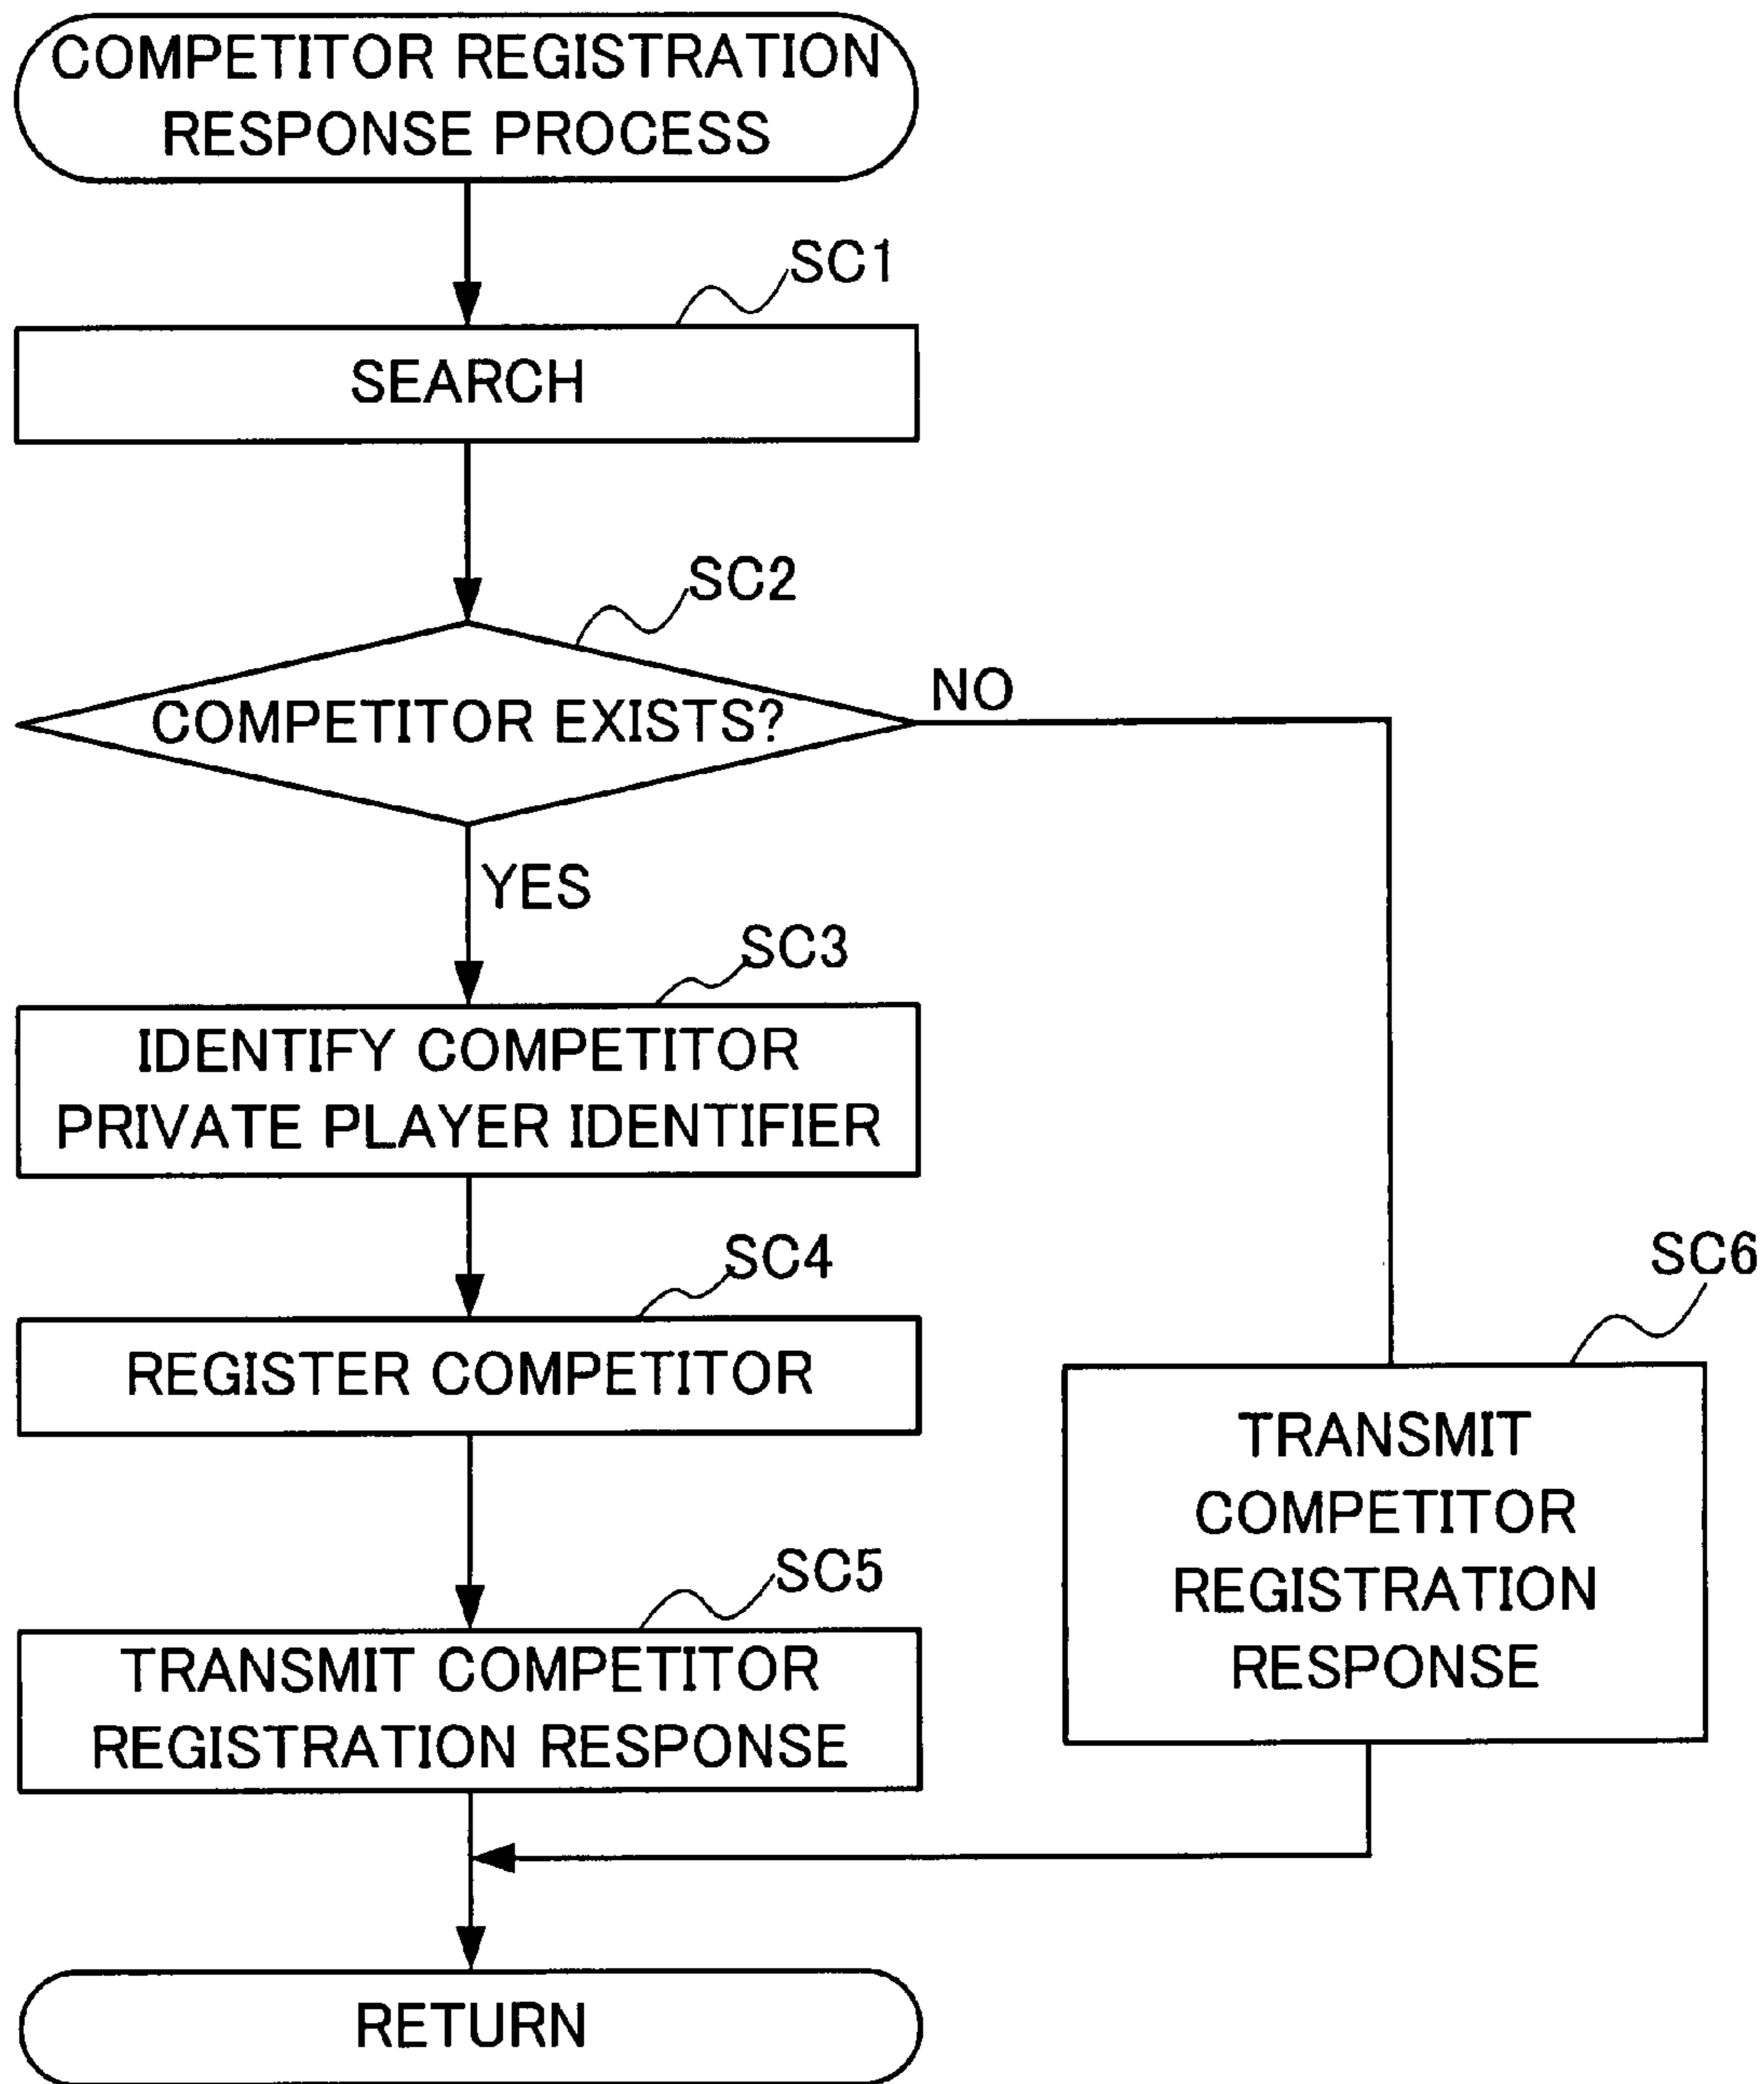 COMPETITOR REGISTRATION
RESPONSE PROCESS
SC1
SEARCH
SC2
COMPETITOR EXISTS?
NO
YES
SC3
IDENTIFY COMPETITOR
PRIVATE PLAYER IDENTIFIER
SC4
REGISTER COMPETITOR
SC5
TRANSMIT COMPETITOR
REGISTRATION RESPONSE
SC6
TRANSMIT
COMPETITOR
REGISTRATION
RESPONSE
RETURN